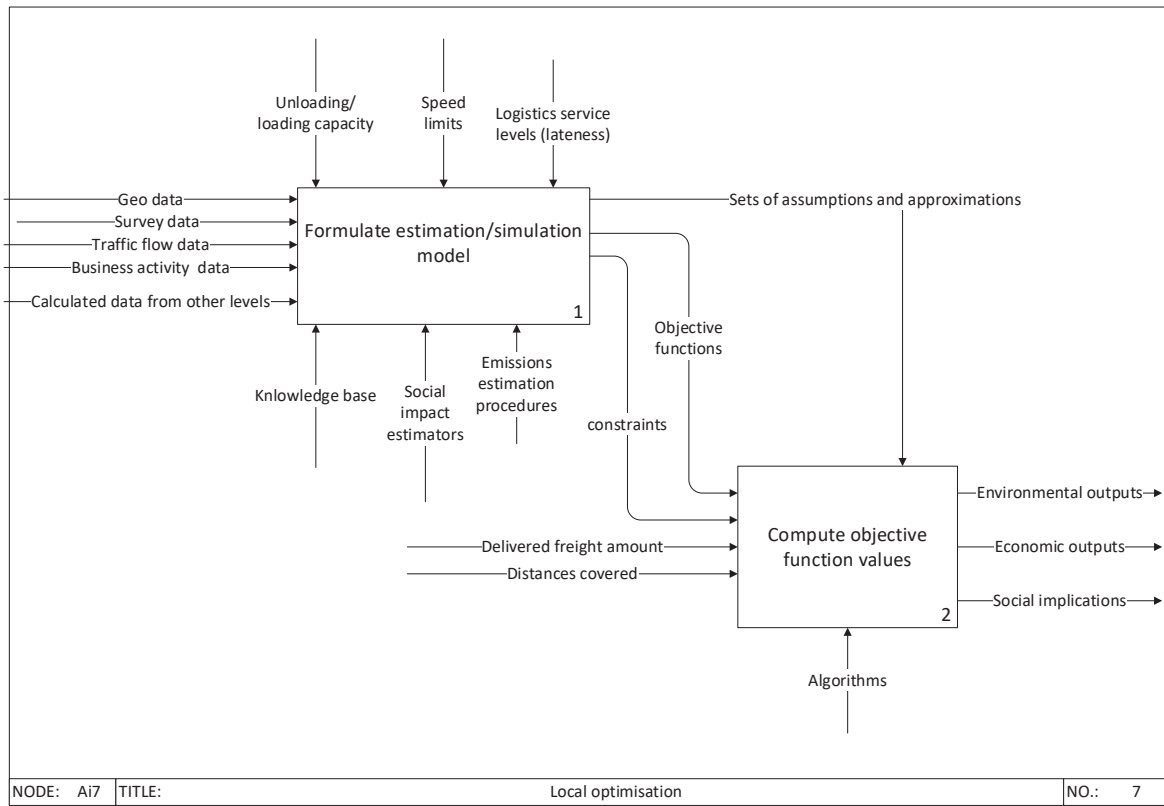 Unloading/
loading capacity
Speed
limits
Logistics service
levels (lateness)
Geo data
Survey data
Traffic flow data
Business activity  data
Calculated data from other levels
Formulate estimation/simulation
model
1
Sets of assumptions and approximations
Knlowledge base
Social
impact
estimators
Emissions
estimation
procedures
Objective
functions
constraints
Delivered freight amount
Distances covered
Compute objective
function values
2
Environmental outputs
Economic outputs
Social implications
Algorithms
NODE: Ai7 TITLE: Local optimisation NO.: 7